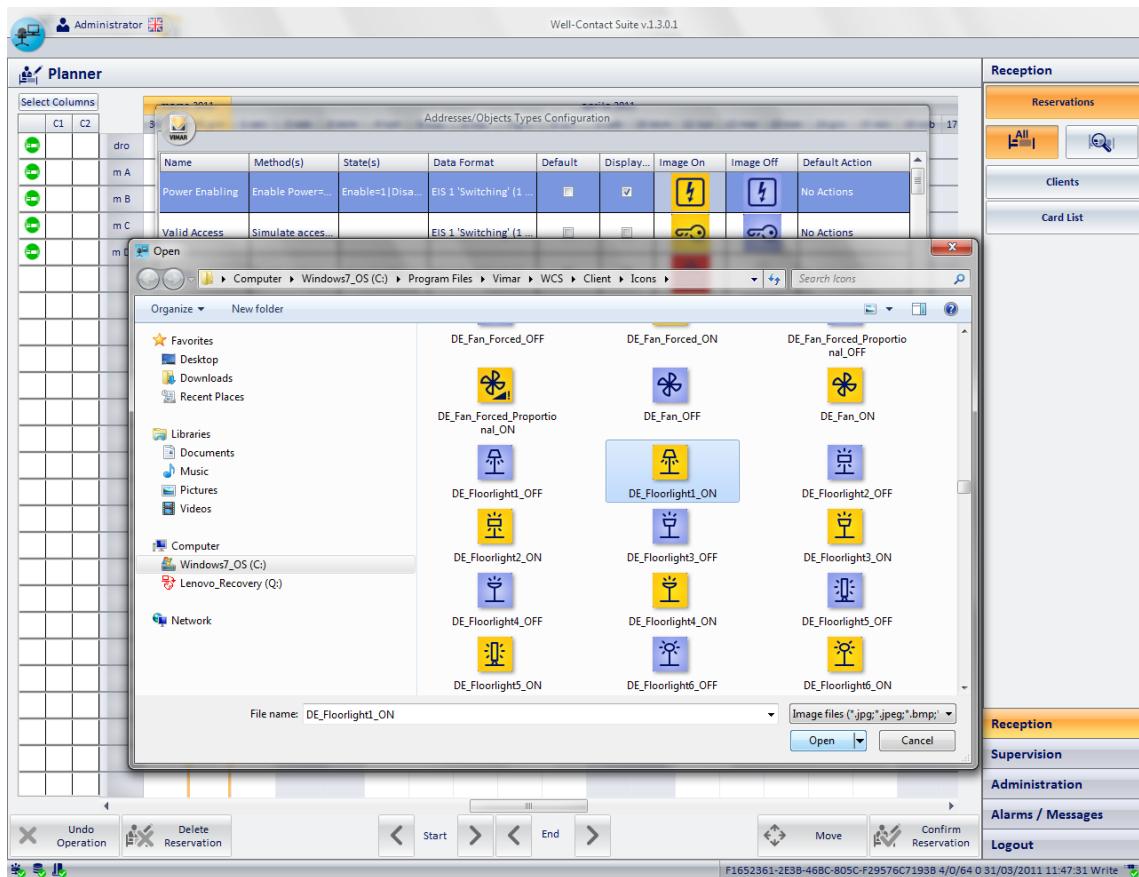 Administrator
Well-Contact Suite v.1.3.0.1
Planner
Reception
Select Columns
marzo 2011
aprile 2011
C1 C2
Addresses/Objects Types Configuration
b 17
VIMAR
Reservations
All
Clients
Card List
dro
m A
m B
m C
m D
Name Method(s) State(s) Data Format Default Display... Image On Image Off Default Action
Power Enabling Enable Power=... Enable=1|Disa... EIS 1 'Switching' (1 ... No Actions
Valid Access Simulate acces... EIS 1 'Switching' (1 ... No Actions
Open
Computer Windows7_OS (C:) Program Files Vimar WCS Client Icons
Search Icons
Organize New folder
Favorites
Desktop
Downloads
Recent Places
Libraries
Documents
Music
Pictures
Videos
Computer
Windows7_OS (C:)
Lenovo_Recovery (Q:)
Network
DE_Fan_Forced_OFF DE_Fan_Forced_ON DE_Fan_Forced_Proportio
nal_OFF
DE_Fan_Forced_Proportio DE_Fan_OFF DE_Fan_ON
nal_ON
DE_Floorlight1_OFF DE_Floorlight1_ON DE_Floorlight2_OFF
DE_Floorlight2_ON DE_Floorlight3_OFF DE_Floorlight3_ON
DE_Floorlight4_OFF DE_Floorlight4_ON DE_Floorlight5_OFF
DE_Floorlight5_ON DE_Floorlight6_OFF DE_Floorlight6_ON
File name: DE_Floorlight1_ON
Image files (*.jpg;*.jpeg;*.bmp;*
Open Cancel
Reception
Supervision
Administration
Alarms / Messages
Logout
Undo
Operation
Delete
Reservation
Start
End
Move
Confirm
Reservation
F1652361-2E3B-46BC-805C-F29576C7193B 4/0/64 0 31/03/2011 11:47:31 Write